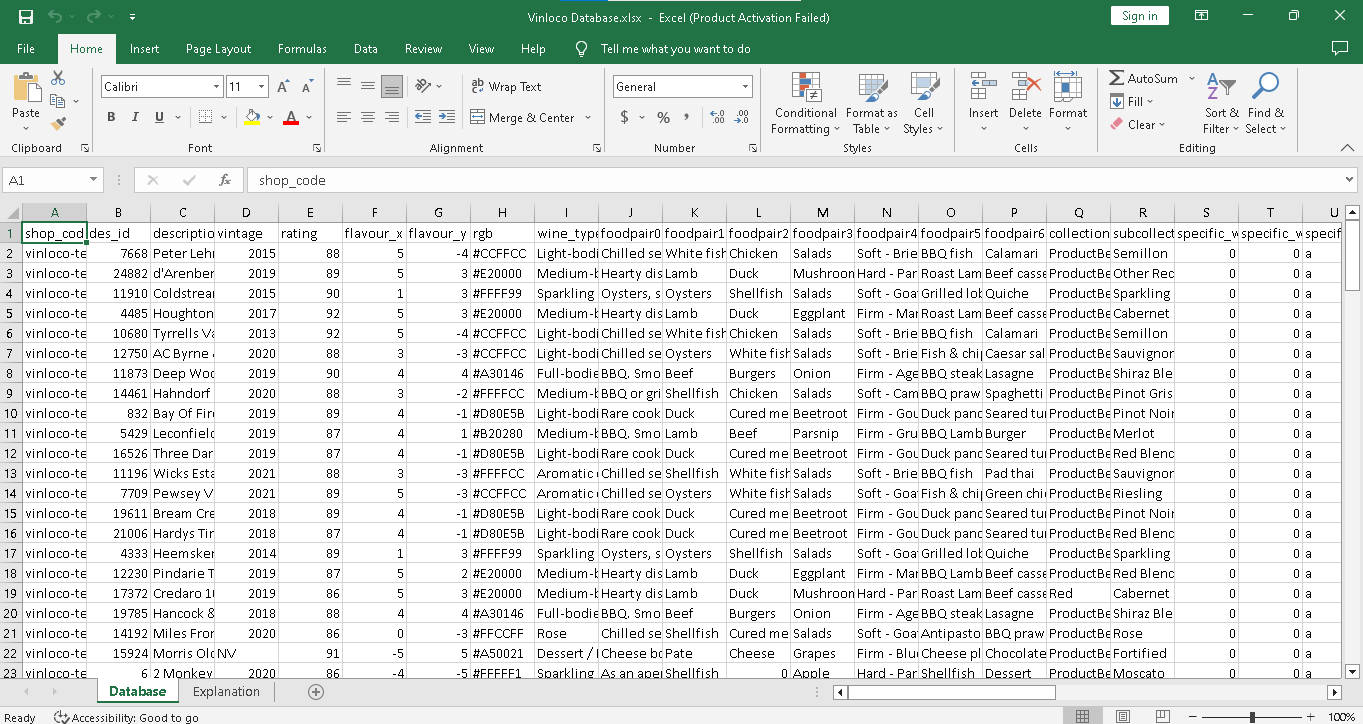 Vinloco Database.xlsx - Excel (Product Activation Failed)
Sign in
File Home Insert Page Layout Formulas Data Review View Help Tell me what you want to do
Paste
Calibri 11
B I U
Wrap Text
Merge & Center
General
$ % ,
Conditional Formatting
Format as Table
Cell Styles
Insert Delete Format
AutoSum
Fill
Clear
Sort & Filter
Find & Select
Clipboard Font Alignment Number Styles Cells Editing
A1 fx shop_code
A B C D E F G H I J K L M N O P Q R S T U
1 shop_cod des_id descriptio vintage rating flavour_x flavour_y rgb wine_type foodpair0 foodpair1 foodpair2 foodpair3 foodpair4 foodpair5 foodpair6 collection subcollect specific_w specific_w specif
2 vinloco-te 7668 Peter Lehr 2015 88 5 -4 #CCFFCC Light-bodi Chilled se White fish Chicken Salads Soft - Brie BBQ fish Calamari ProductBe Semillon 0 0 a
3 vinloco-te 24882 d'Arenber 2019 89 5 3 #E20000 Medium-b Hearty dis Lamb Duck Mushroom Hard - Par Roast Lam Beef casse ProductBe Other Rec 0 0 a
4 vinloco-te 11910 Coldstrear 2015 90 1 3 #FFFF99 Sparkling Oysters, s Oysters Shellfish Salads Soft - Goa Grilled lob Quiche ProductBe Sparkling 0 0 a
5 vinloco-te 4485 Houghton 2017 92 5 3 #E20000 Medium-b Hearty dis Lamb Duck Eggplant Firm - Mar Roast Lam Beef casse ProductBe Cabernet 0 0 a
6 vinloco-te 10680 Tyrrells Va 2013 92 5 -4 #CCFFCC Light-bodi Chilled se White fish Chicken Salads Soft - Brie BBQ fish Calamari ProductBe Semillon 0 0 a
7 vinloco-te 12750 AC Byrne 2020 88 3 -3 #CCFFCC Light-bodi Chilled se Oysters White fish Salads Soft - Brie Fish & chip Caesar sal ProductBe Sauvignor 0 0 a
8 vinloco-te 11873 Deep Woo 2019 90 4 4 #A30146 Full-bodie BBQ. Smo Beef Burgers Onion Firm - Age BBQ steak Lasagne ProductBe Shiraz Ble 0 0 a
9 vinloco-te 14461 Hahndorf 2020 88 3 -2 #FFFFCC Medium-b BBQ or gri Shellfish Chicken Salads Soft - Cam BBQ praw Spaghetti ProductBe Pinot Gris 0 0 a
10 vinloco-te 832 Bay Of Fire 2019 89 4 -1 #D80E5B Light-bodi Rare cook Duck Cured me Beetroot Firm - Gou Duck panc Seared tur ProductBe Pinot Noir 0 0 a
11 vinloco-te 5429 Leconfield 2019 87 4 1 #B20280 Medium-b BBQ. Smo Lamb Beef Parsnip Firm - Gru BBQ Lamb Burger ProductBe Merlot 0 0 a
12 vinloco-te 16526 Three Dar 2019 87 4 -1 #D80E5B Light-bodi Rare cook Duck Cured me Beetroot Firm - Gou Duck panc Seared tur ProductBe Red Blenc 0 0 a
13 vinloco-te 11196 Wicks Esta 2021 88 3 -3 #FFFFCC Aromatic Chilled se Shellfish White fish Salads Soft - Brie BBQ fish Pad thai ProductBe Sauvignor 0 0 a
14 vinloco-te 7709 Pewsey V 2021 89 5 -3 #CCFFCC Aromatic Chilled se Oysters White fish Salads Soft - Goa Fish & chip Green chic ProductBe Riesling 0 0 a
15 vinloco-te 19611 Bream Cre 2018 89 4 -1 #D80E5B Light-bodi Rare cook Duck Cured me Beetroot Firm - Gou Duck panc Seared tur ProductBe Pinot Noir 0 0 a
16 vinloco-te 21006 Hardys Tir 2018 87 4 -1 #D80E5B Light-bodi Rare cook Duck Cured me Beetroot Firm - Gou Duck panc Seared tur ProductBe Red Blenc 0 0 a
17 vinloco-te 4333 Heemsker 2014 89 1 3 #FFFF99 Sparkling Oysters, s Oysters Shellfish Salads Soft - Goa Grilled lob Quiche ProductBe Sparkling 0 0 a
18 vinloco-te 12230 Pindarie T 2019 87 5 2 #E20000 Medium-b Hearty dis Lamb Duck Eggplant Firm - Mar BBQ Lamb Beef casse ProductBe Red Blenc 0 0 a
19 vinloco-te 17372 Credaro 10 2019 86 5 3 #E20000 Medium-b Hearty dis Lamb Duck Mushroom Hard - Par Roast Lam Beef casse Red Cabernet 0 0 a
20 vinloco-te 19785 Hancock & 2018 88 4 4 #A30146 Full-bodie BBQ. Smo Beef Burgers Onion Firm - Age BBQ steak Lasagne ProductBe Shiraz Ble 0 0 a
21 vinloco-te 14192 Miles Fror 2020 86 0 -3 #FFCCFF Rose Chilled se Shellfish Cured me Salads Soft - Goa Antipasto BBQ praw ProductBe Rose 0 0 a
22 vinloco-te 15924 Morris Old NV 91 -5 5 #A50021 Dessert / Cheese bo Pate Cheese Grapes Firm - Blue Cheese pl Chocolate ProductBe Fortified 0 0 a
23 vinloco-te 6 2 Monkey 2020 86 -4 -5 #FFFFF1 Sparkling As an ape 0 Apple Hard - Par Shellfish Dessert ProductBe Moscato 0 0 a
Database Explanation
Ready Accessibility: Good to go 100%